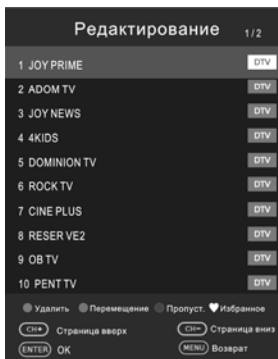 Редактирование 1/2
1 JOY PRIME DTV
2 ADOM TV DTV
3 JOY NEWS DTV
4 4KIDS DTV
5 DOMINION TV DTV
6 ROCK TV DTV
7 CINE PLUS DTV
8 RESER VE2 DTV
9 OB TV DTV
10 PENT TV DTV
Удалить Перемещение Пропуст. Избранное
CH+ Страница вверх CH- Страница вниз
ENTER OK MENU Возврат